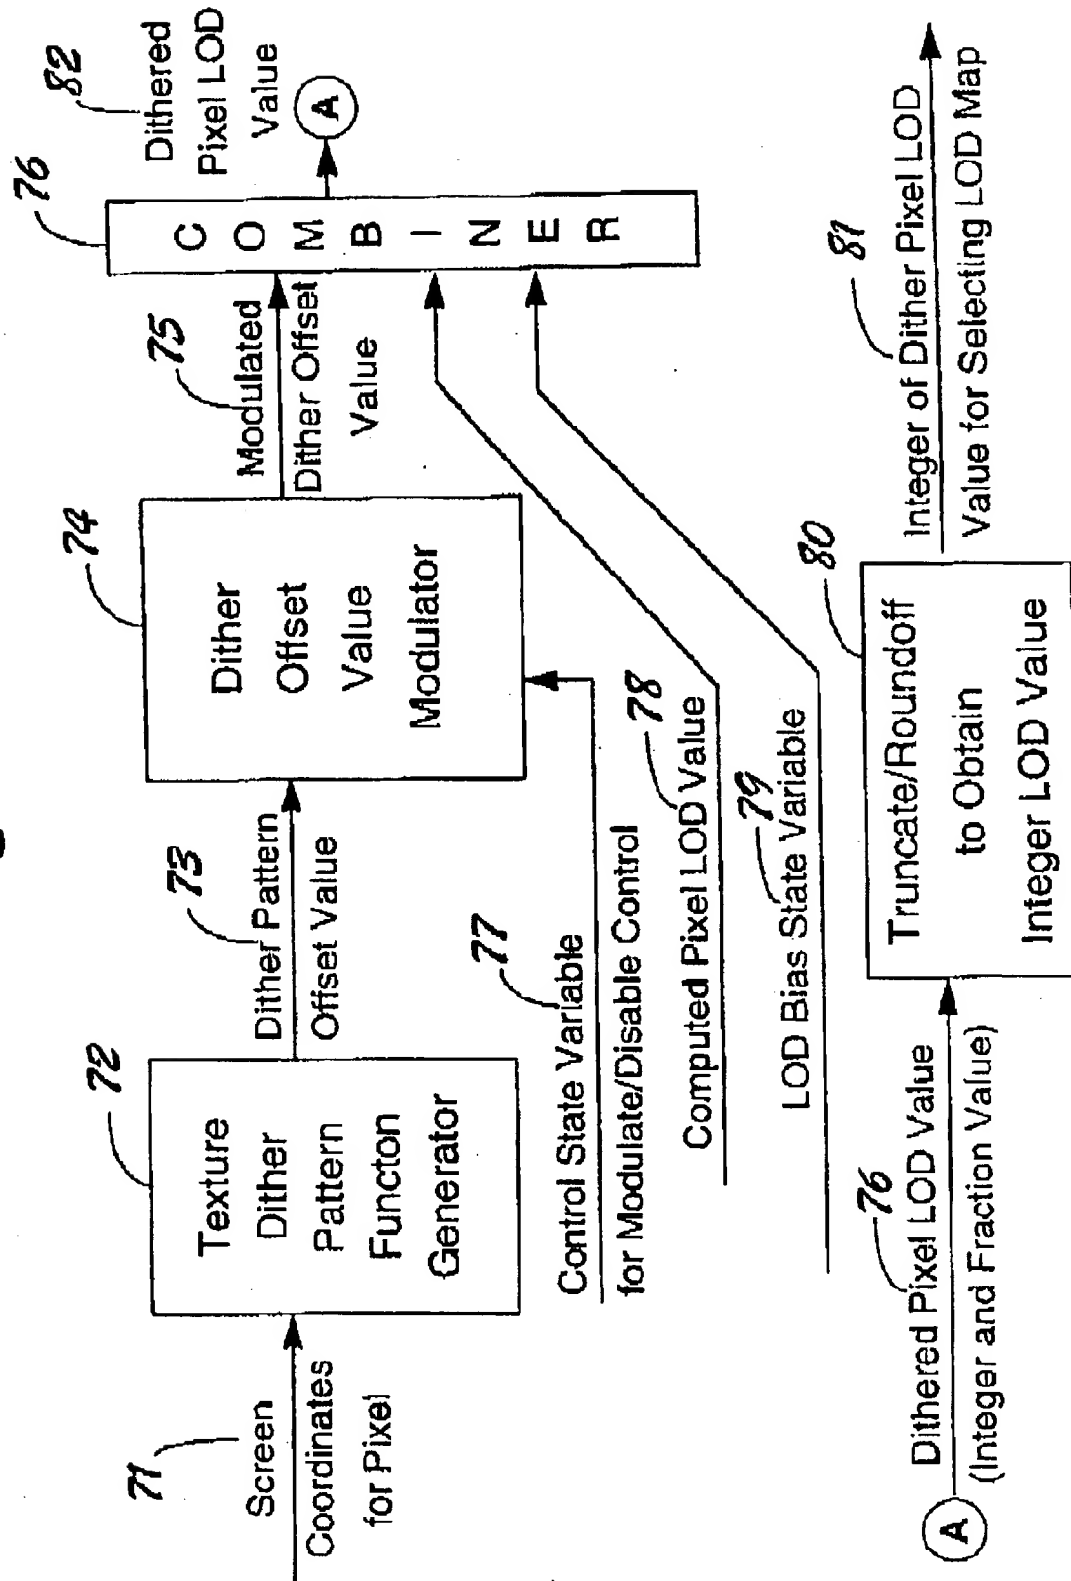 71
Screen
Coordinates
for Pixel
72
Texture
Dither
Pattern
Functon
Generator
73
Dither Pattern
Offset Value
74
Dither
Offset
Value
Modulator
75
Modulated
Dither Offset
Value
76
COMBINER
82
Dithered
Pixel LOD
Value
A
77
Control State Variable
for Modulate/Disable Control
78
Computed Pixel LOD Value
79
LOD Bias State Variable
A
76
Dithered Pixel LOD Value
(Integer and Fraction Value)
80
Truncate/Roundoff
to Obtain
Integer LOD Value
81
Integer of Dither Pixel LOD
Value for Selecting LOD Map